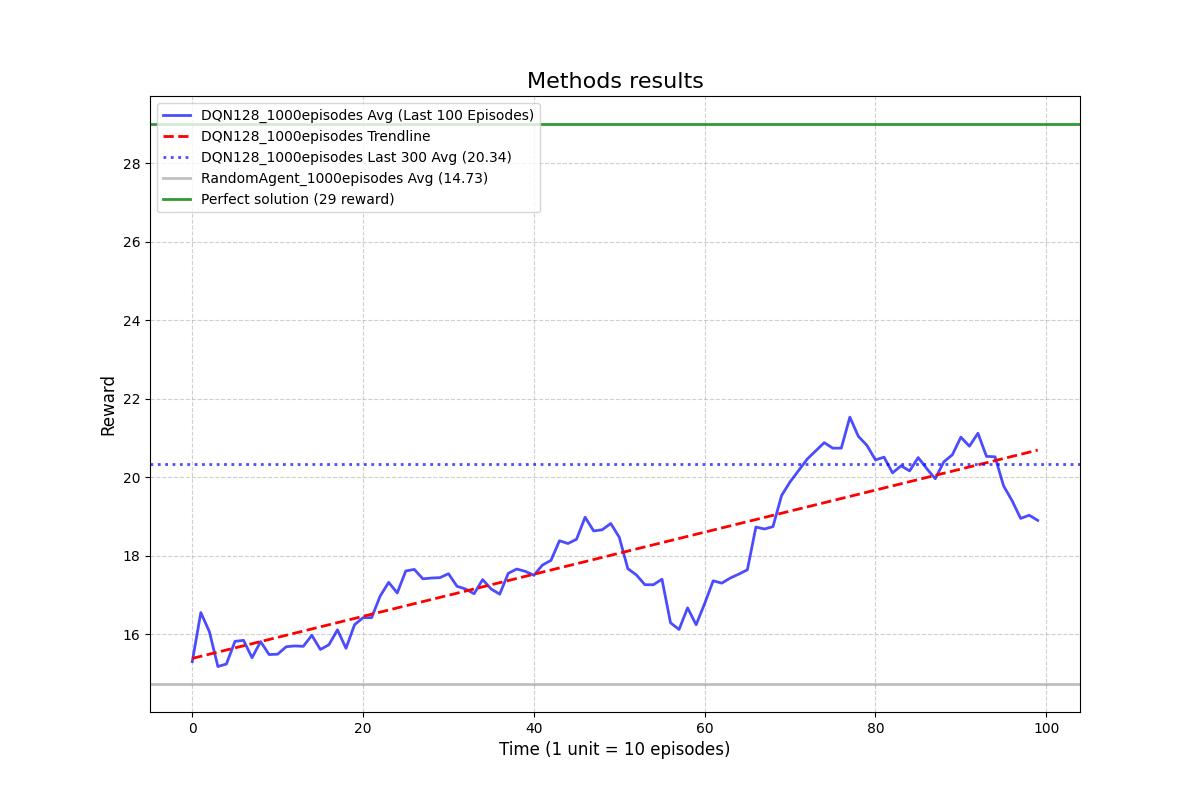 Methods results
DQN128_1000episodes Avg (Last 100 Episodes)
DQN128_1000episodes Trendline
DQN128_1000episodes Last 300 Avg (20.34)
RandomAgent_1000episodes Avg (14.73)
Perfect solution (29 reward)
28
26
24
22
20
18
16
Reward
0 20 40 60 80 100
Time (1 unit = 10 episodes)